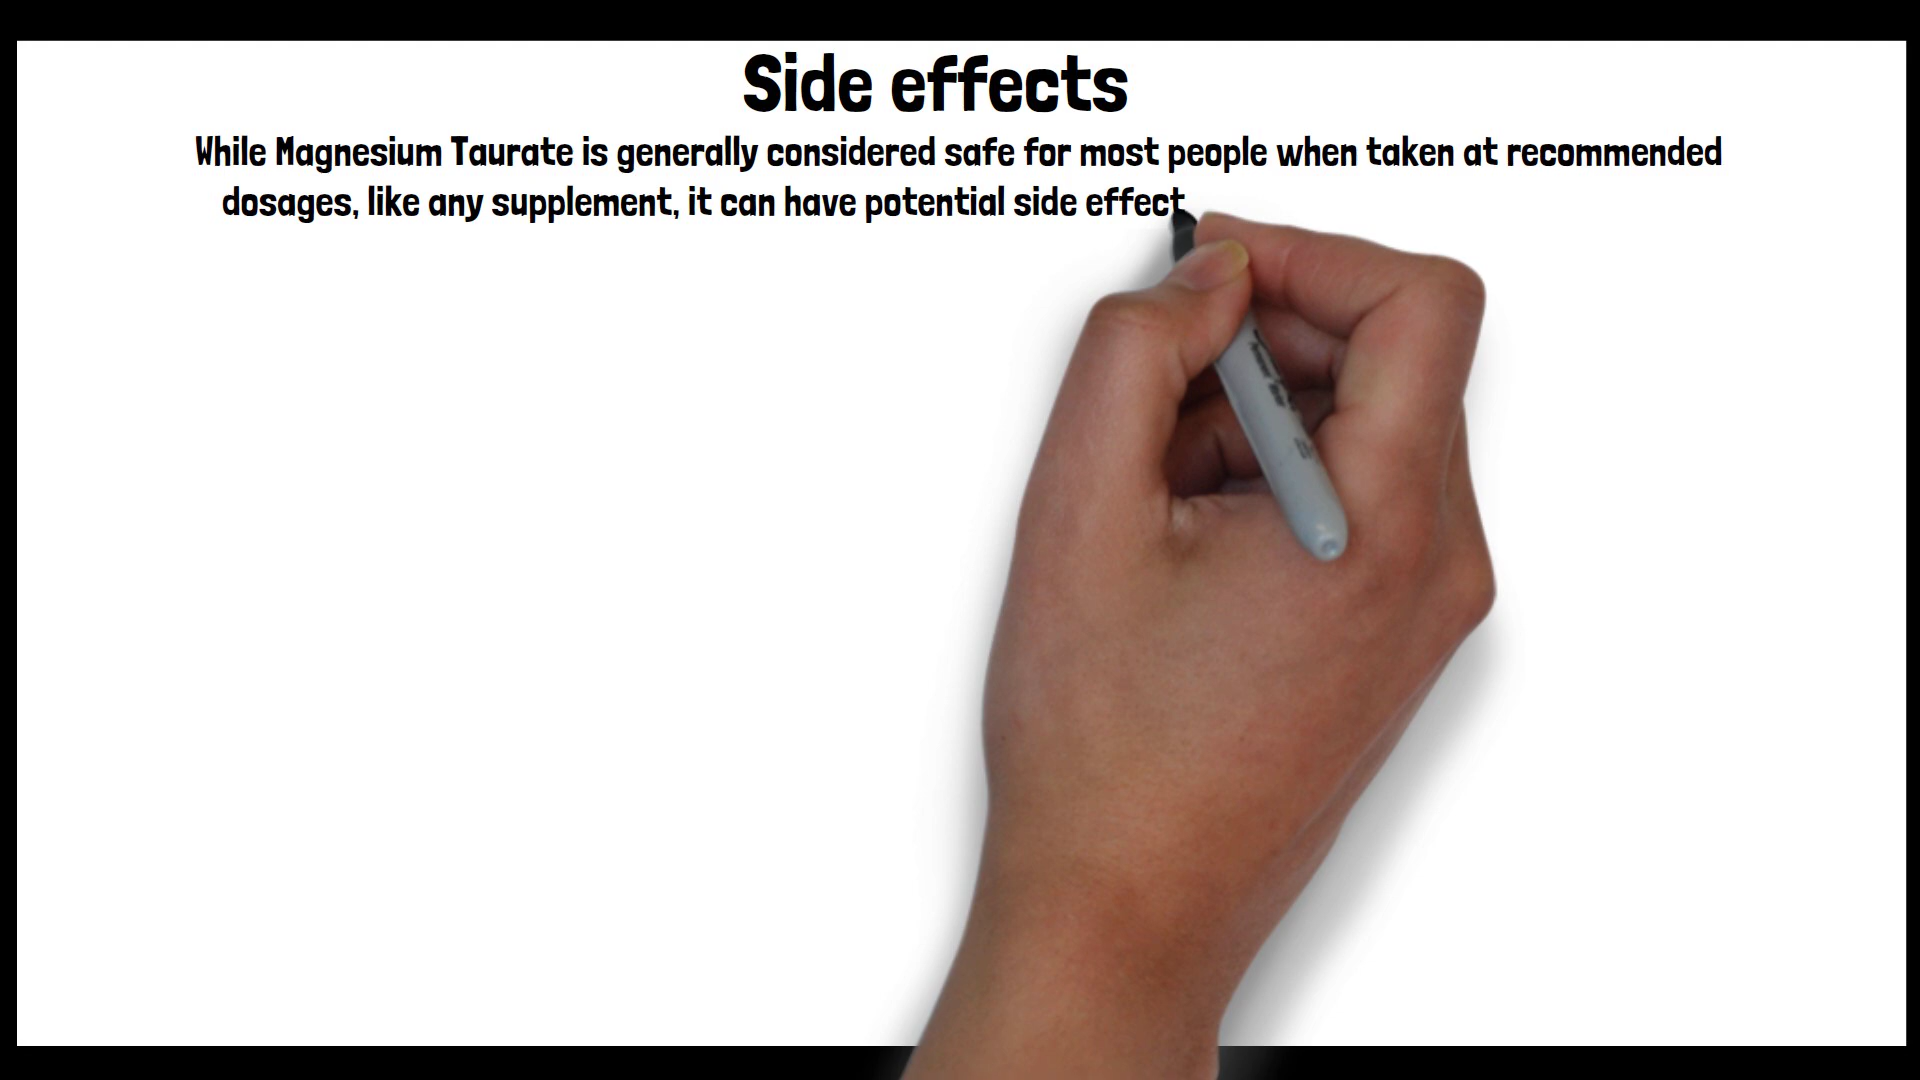 Side effects
While Magnesium Taurate is generally considered safe for most people when taken at recommended
dosages, like any supplement, it can have potential side effect